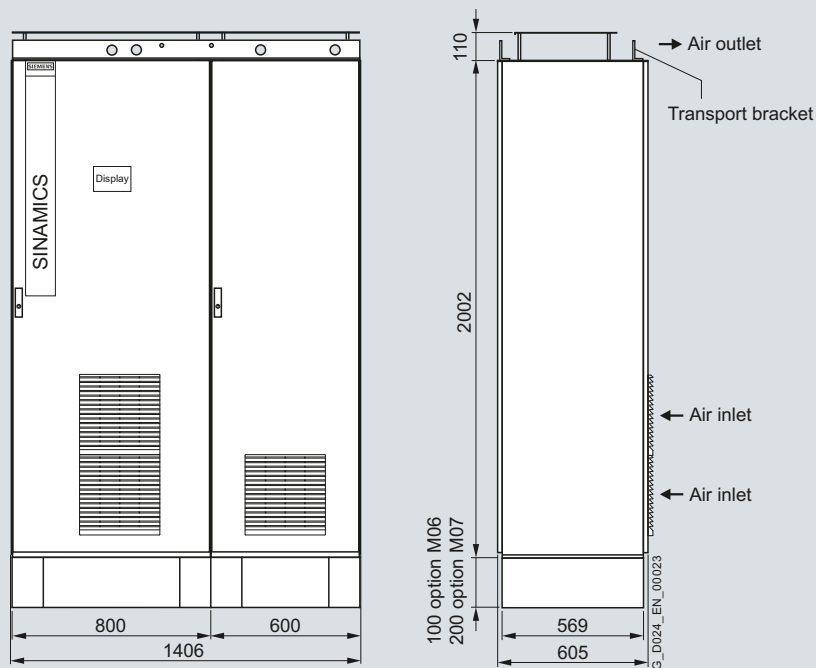 110
Air outlet
Transport bracket
SIEMENS
Display
SINAMICS
2002
Air inlet
Air inlet
100 option M06
200 option M07
G_D024_EN_00023
800
600
569
1406
605